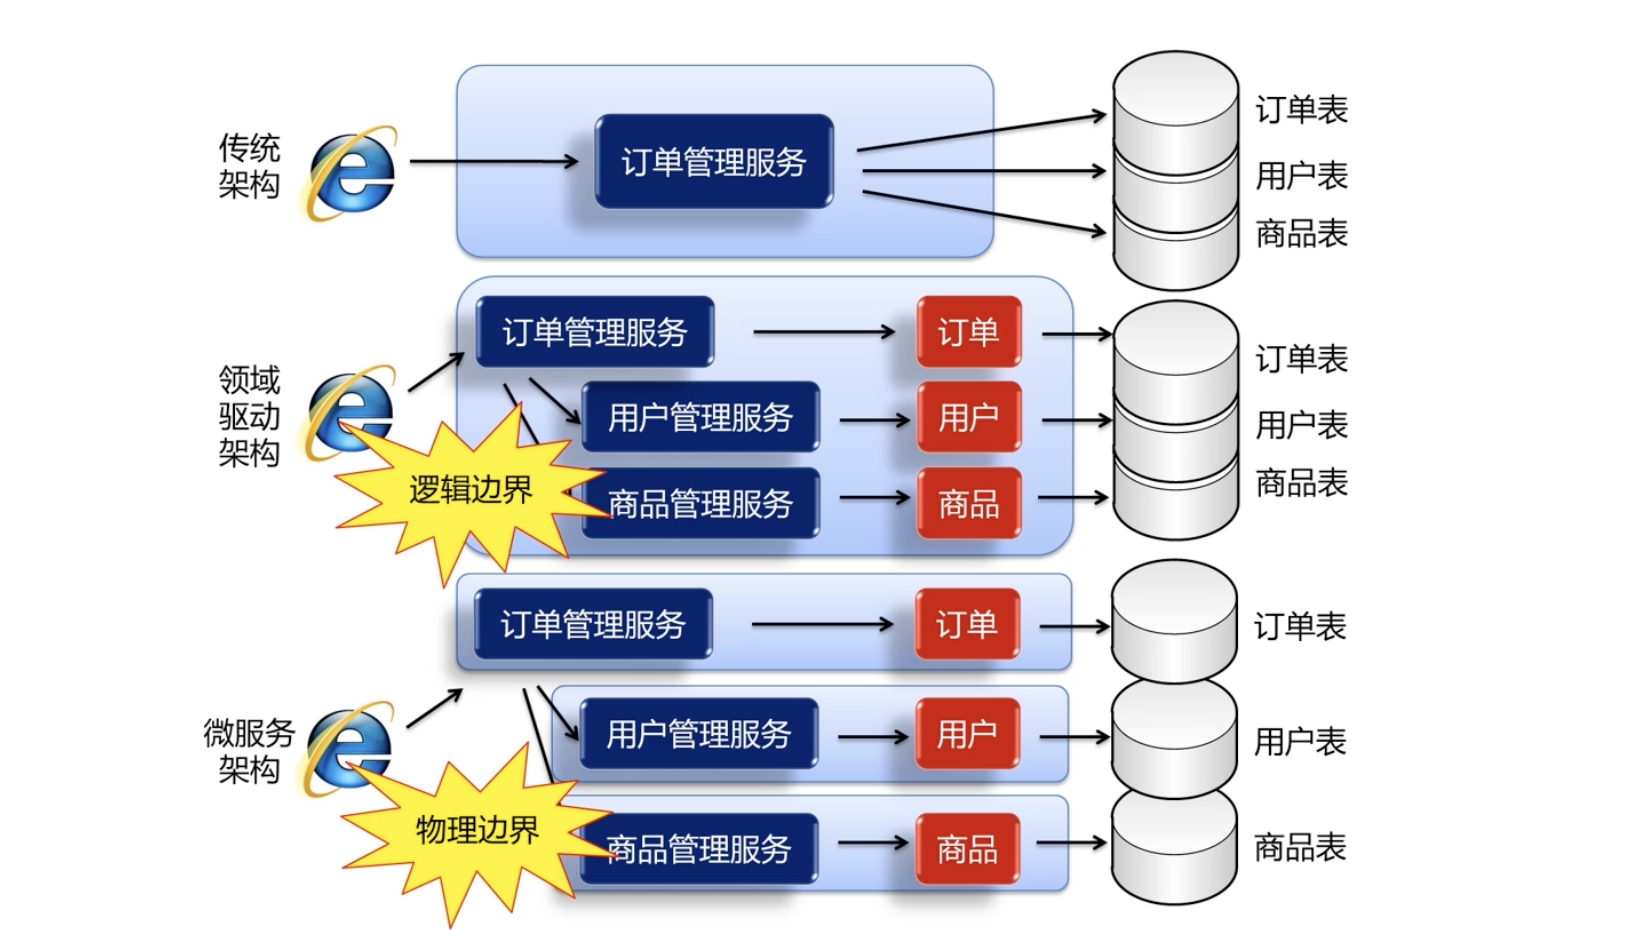 传统
架构
订单管理服务
订单表
用户表
商品表
领域
驱动
架构
订单管理服务
订单
订单表
用户管理服务
用户
用户表
逻辑边界
商品管理服务
商品
商品表
微服务
架构
订单管理服务
订单
订单表
用户管理服务
用户
用户表
物理边界
商品管理服务
商品
商品表